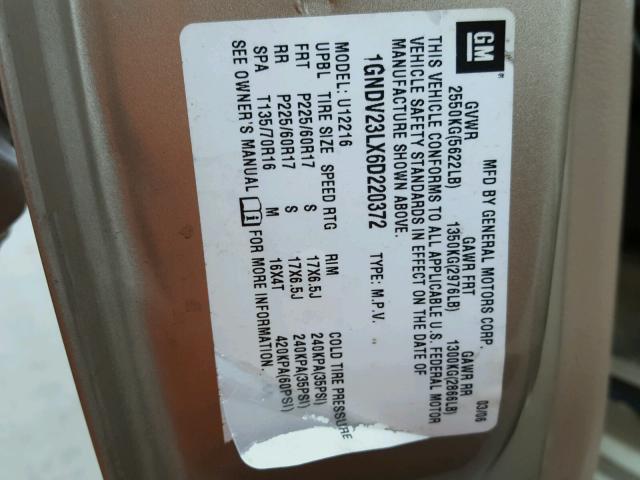 GM
®
MFD BY GENERAL MOTORS CORP. 03/06
GVWR GAWR FRT GAWR RR
2550KG(5622LB) 1350KG(2976LB) 1300KG(2866LB)
THIS VEHICLE CONFORMS TO ALL APPLICABLE U.S. FEDERAL MOTOR
VEHICLE SAFETY STANDARDS IN EFFECT ON THE DATE OF
MANUFACTURE SHOWN ABOVE.
1GNDV23LX6D220372 TYPE: M.P.V.
MODEL: U12216
UPBL TIRE SIZE SPEED RTG RIM COLD TIRE PRESSURE
FRT P225/60R17 S 17X6.5J 240KPA(35PSI)
RR P225/60R17 S 17X6.5J 240KPA(35PSI)
SPA T135/70R16 M 16X4T 420KPA(60PSI)
SEE OWNER'S MANUAL FOR MORE INFORMATION.